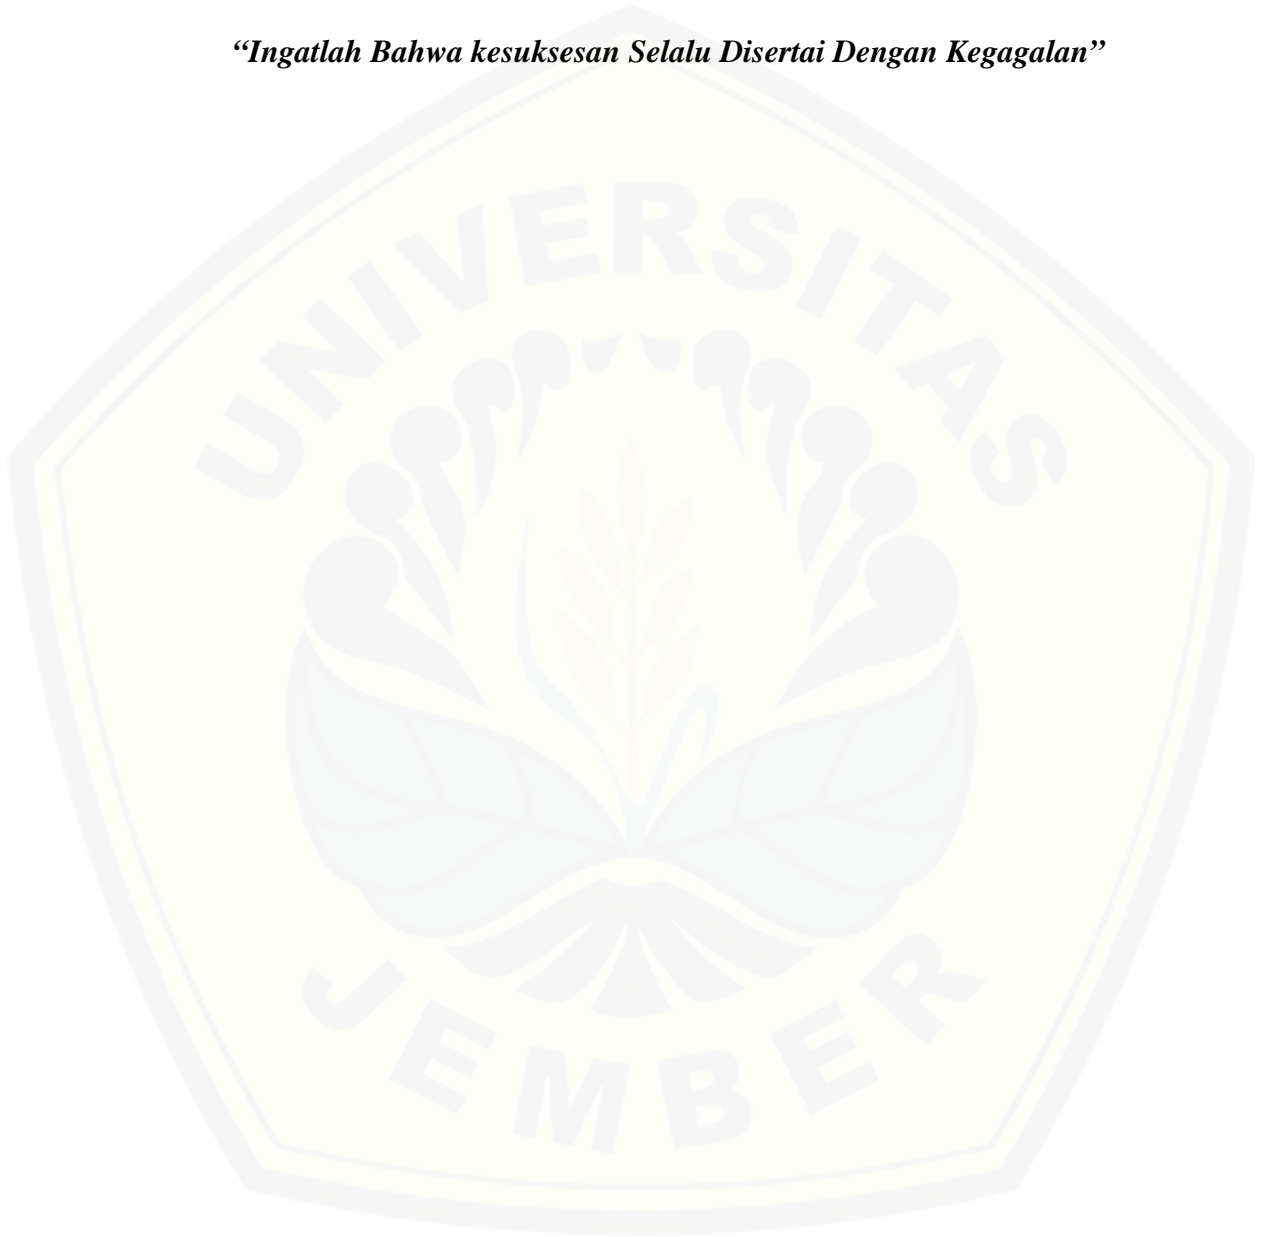 “Ingatlah Bahwa kesuksesan Selalu Disertai Dengan Kegagalan”
UNIVERSITAS
JEMBER